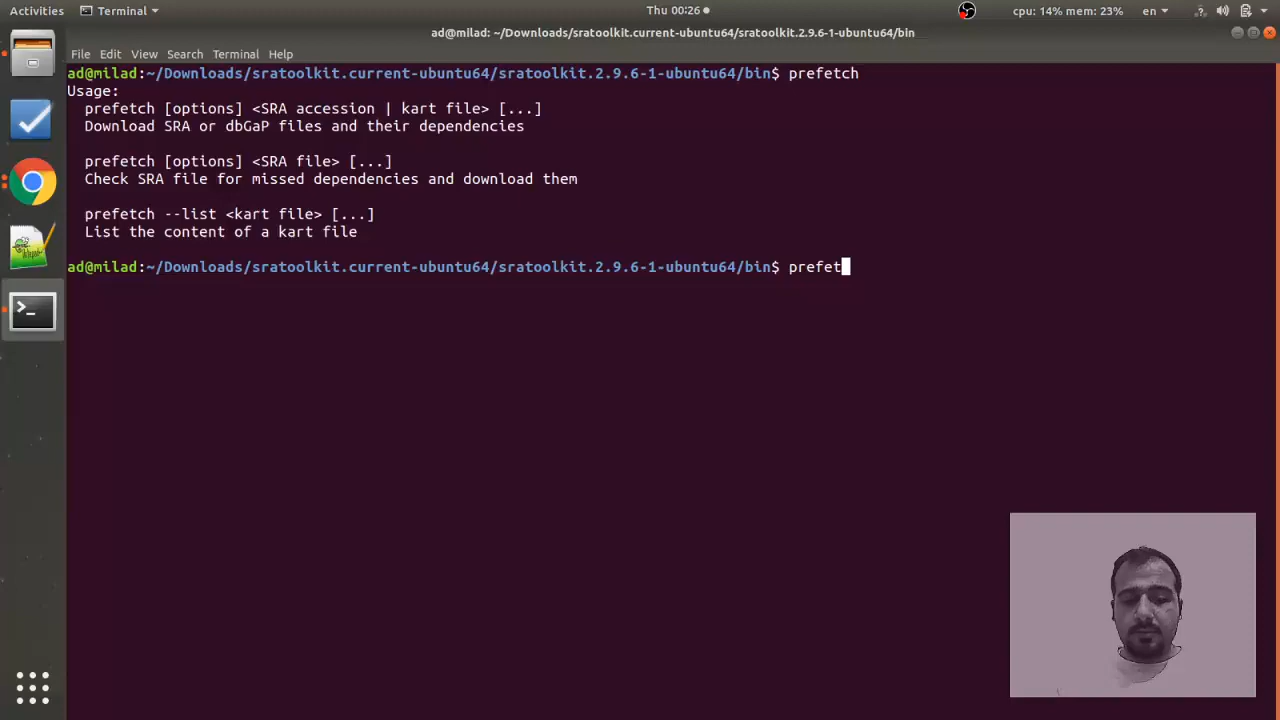 Activities Terminal Thu 00:26 cpu: 14% mem: 23% en
ad@milad: ~/Downloads/sratoolkit.current-ubuntu64/sratoolkit.2.9.6-1-ubuntu64/bin
File Edit View Search Terminal Help
ad@milad:~/Downloads/sratoolkit.current-ubuntu64/sratoolkit.2.9.6-1-ubuntu64/bin$ prefetch
Usage:
prefetch [options] <SRA accession | kart file> [...]
Download SRA or dbGaP files and their dependencies
prefetch [options] <SRA file> [...]
Check SRA file for missed dependencies and download them
prefetch --list <kart file> [...]
List the content of a kart file
ad@milad:~/Downloads/sratoolkit.current-ubuntu64/sratoolkit.2.9.6-1-ubuntu64/bin$ prefet